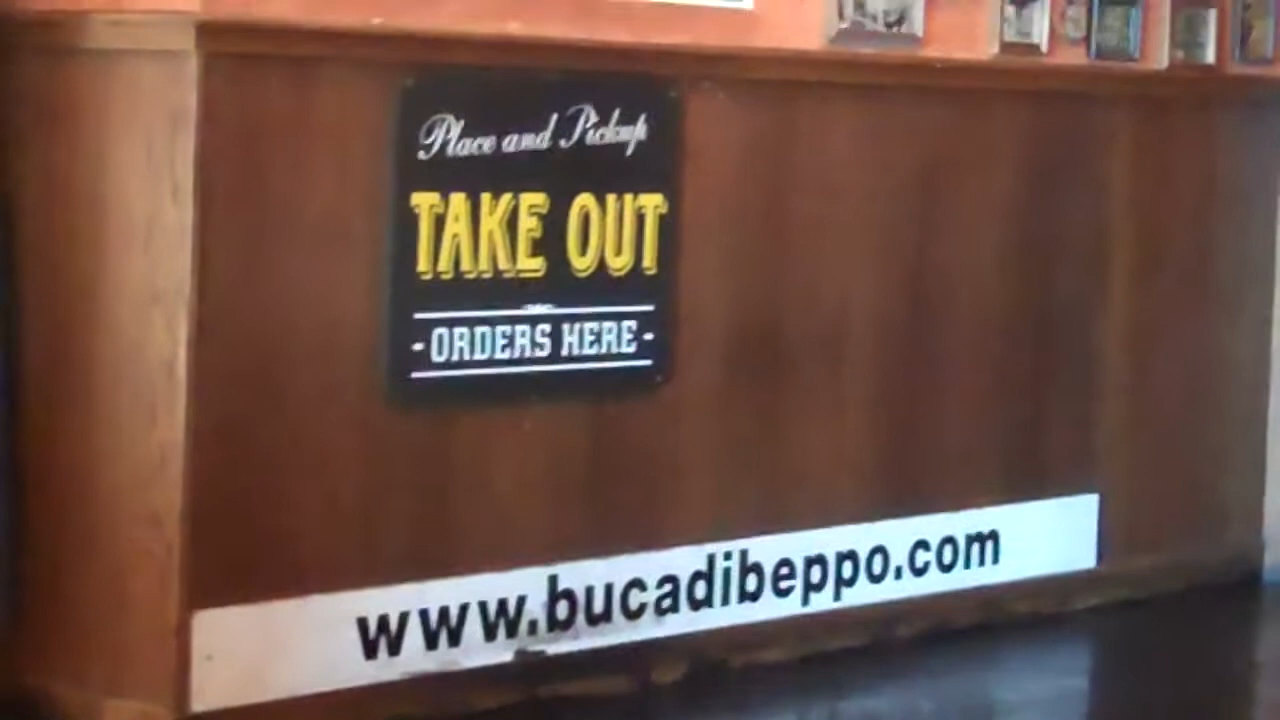 Place and Pickup
TAKE OUT
-ORDERS HERE-
www.bucadibeppo.com